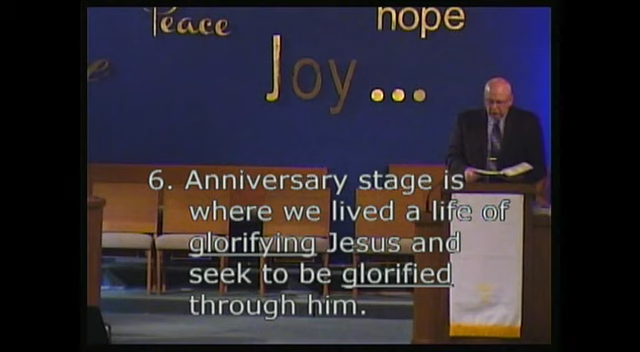 Peace
hope
Joy...
6. Anniversary stage is
where we lived a life of
glorifying Jesus and
seek to be glorified
through him.